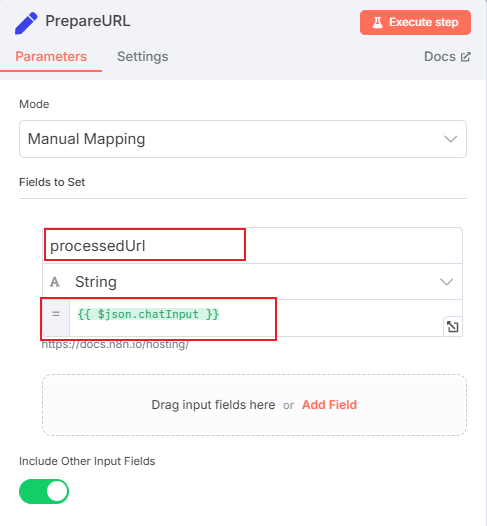 PrepareURL
Execute step
Parameters
Settings
Docs
Mode
Manual Mapping
Fields to Set
processedUrl
A String
= {{ $json.chatInput }}
https://docs.n8n.io/hosting/
Drag input fields here or Add Field
Include Other Input Fields